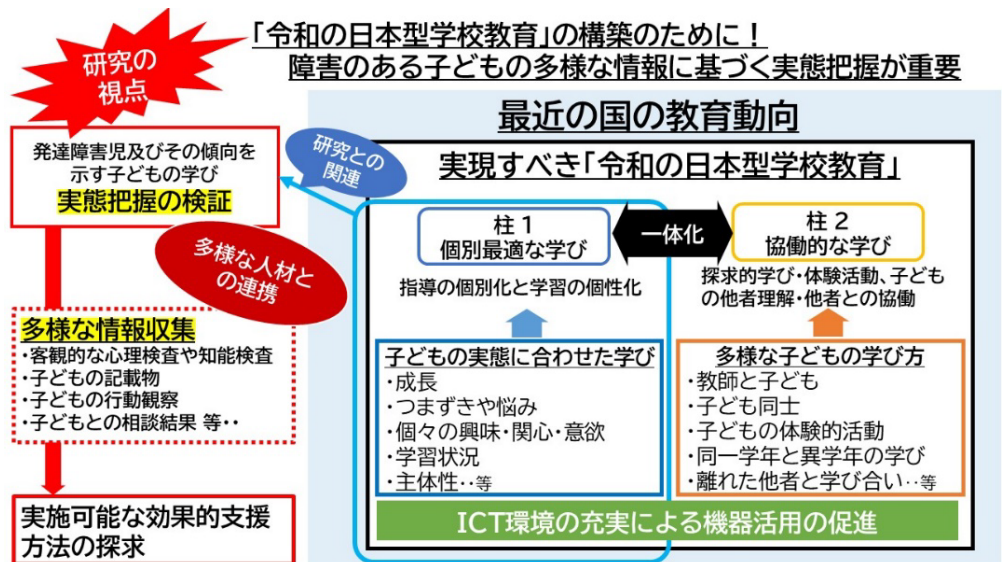 「令和の日本型学校教育」の構築のために！
障害のある子どもの多様な情報に基づく実態把握が重要
研究の
視点
発達障害児及びその傾向を
示す子どもの学び
実態把握の検証
多様な人材と
の連携
多様な情報収集
・客観的な心理検査や知能検査
・子どもの記載物
・子どもの行動観察
・子どもとの相談結果 等・・
実施可能な効果的支援
方法の探求
研究との
関連
最近の国の教育動向
実現すべき「令和の日本型学校教育」
柱１
個別最適な学び
一体化
柱２
協働的な学び
指導の個別化と学習の個性化
探求的学び・体験活動、子ども
の他者理解・他者との協働
子どもの実態に合わせた学び
・成長
・つまずきや悩み
・個々の興味・関心・意欲
・学習状況
・主体性‥等
多様な子どもの学び方
・教師と子ども
・子ども同士
・子どもの体験的活動
・同一学年と異学年の学び
・離れた他者と学び合い‥等
ICT環境の充実による機器活用の促進